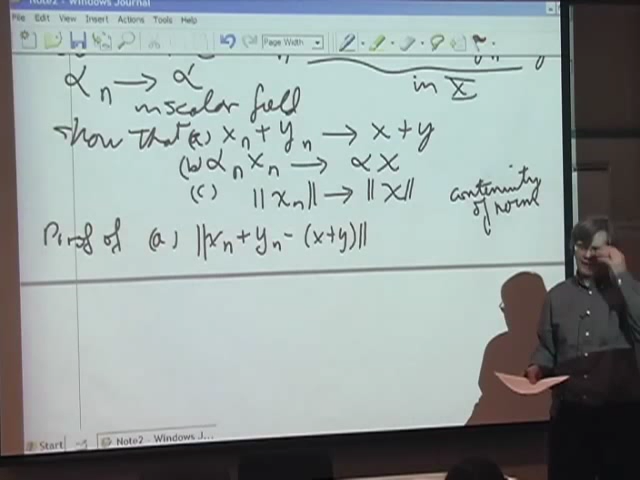 Note2 - Windows Journal
File Edit View Insert Actions Tools Help
Page Width
αn → α
in X
in scalar field
Show that (a) xn + yn → x + y
(b) αn xn → αx
(c) ||xn|| → ||x||
continuity
of norm
Proof of (a) ||xn + yn - (x+y)||
Start
Note2 - Windows J...